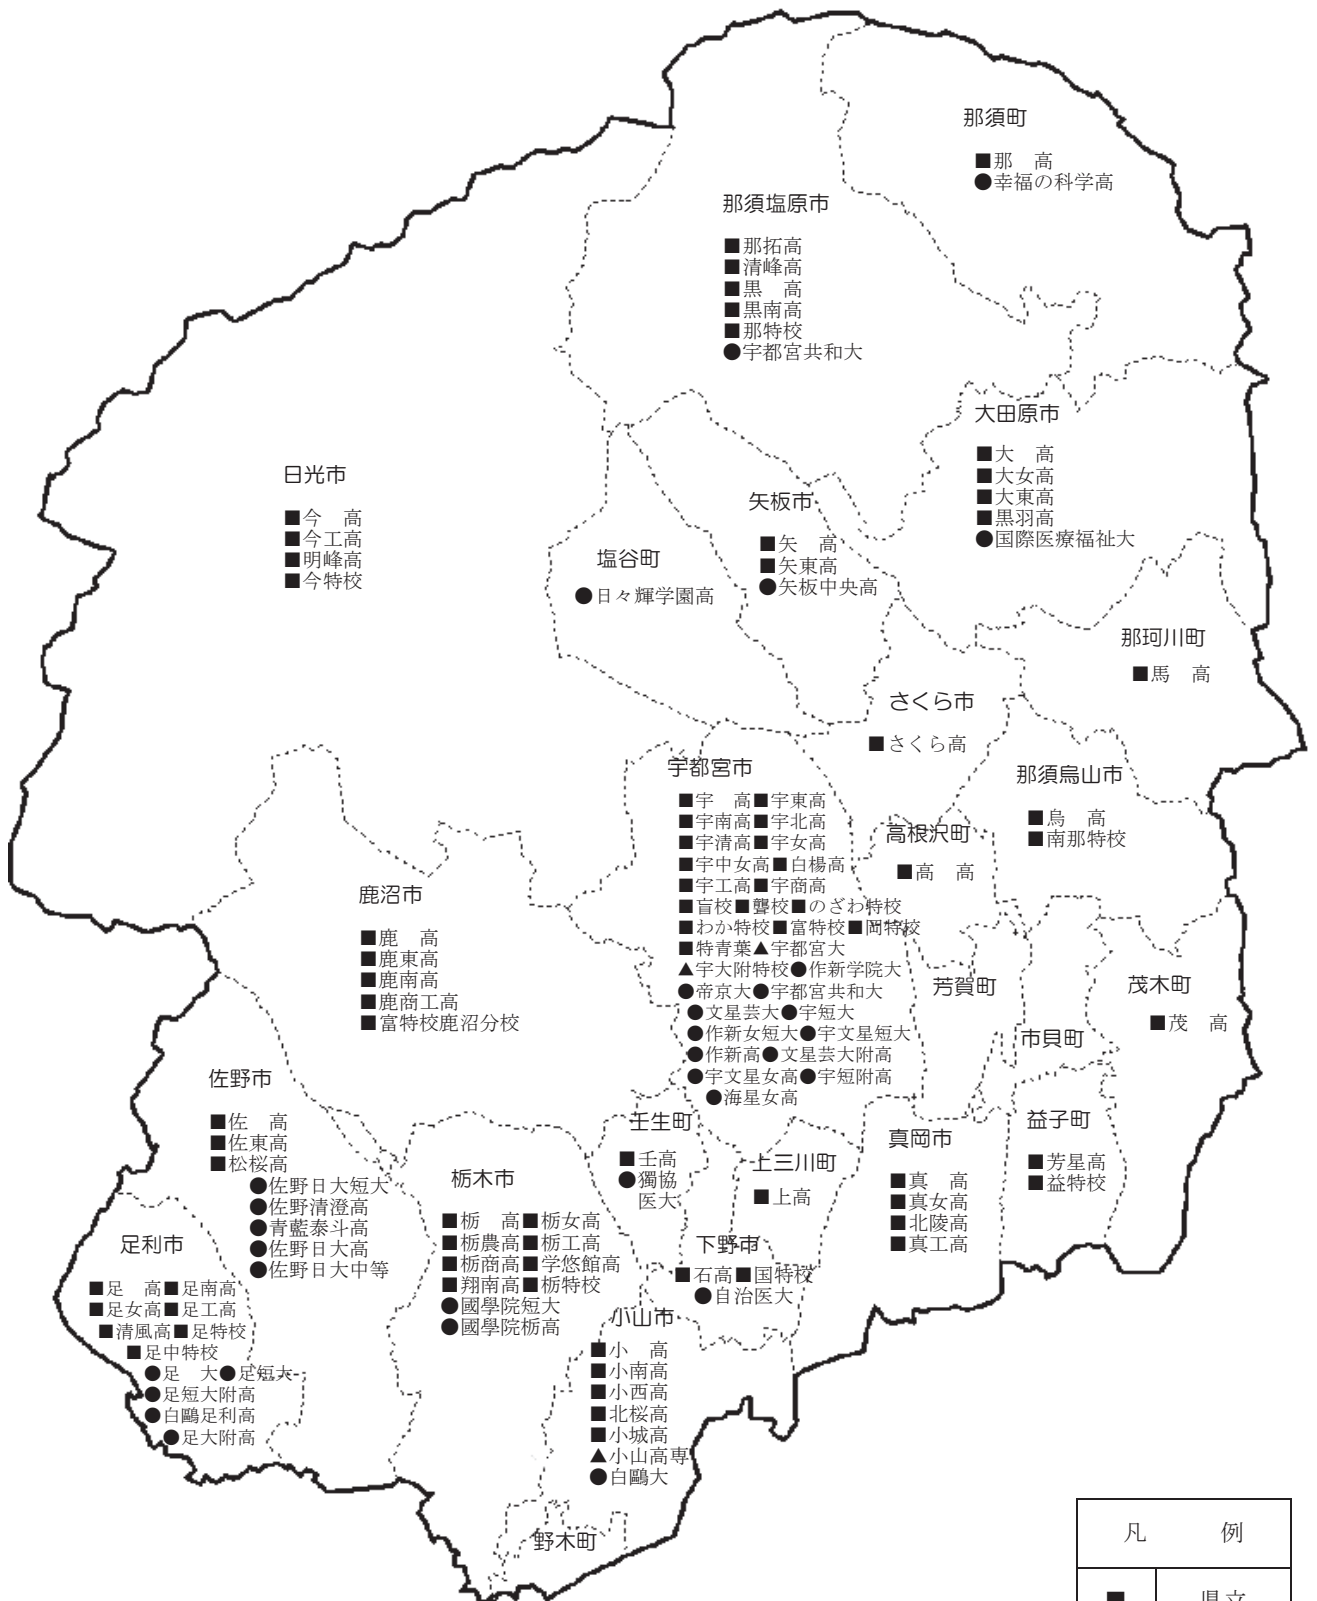 那須町
■那　高
●幸福の科学高
那須塩原市
■那拓高
■清峰高
■黒　高
■黒南高
■那特校
●宇都宮共和大
大田原市
■大　高
■大女高
■大東高
■黒羽高
●国際医療福祉大
日光市
■今　高
■今工高
■明峰高
■今特校
矢板市
■矢　高
■矢東高
●矢板中央高
塩谷町
●日々輝学園高
那珂川町
■馬　高
さくら市
■さくら高
那須烏山市
■烏　高
■南那特校
宇都宮市
■宇　高■宇東高
■宇南高■宇北高
■宇清高■宇女高
■宇中女高■白楊高
■宇工高■宇商高
■盲校■聾校■のざわ特校
■わか特校■富特校■岡特校
■特青葉▲宇都宮大
▲宇大附特校●作新学院大
●帝京大●宇都宮共和大
●文星芸大●宇短大
●作新女短大●宇文星短大
●作新高●文星芸大附高
●宇文星女高●宇短附高
●海星女高
高根沢町
■高　高
鹿沼市
■鹿　高
■鹿東高
■鹿南高
■鹿商工高
■富特校鹿沼分校
芳賀町
茂木町
■茂　高
市貝町
佐野市
■佐　高
■佐東高
■松桜高
●佐野日大短大
●佐野清澄高
●青藍泰斗高
●佐野日大高
●佐野日大中等
壬生町
■壬高
●獨協
医大
益子町
■芳星高
■益特校
真岡市
■真　高
■真女高
■北陵高
■真工高
上三川町
■上高
栃木市
■栃　高■栃女高
■栃農高■栃工高
■栃商高■学悠館高
■翔南高■栃特校
●國學院短大
●國學院栃高
足利市
■足　高■足南高
■足女高■足工高
■清風高■足特校
■足中特校
●足　大●足短大
●足短大附高
●白鷗足利高
●足大附高
下野市
■石高■国特校
●自治医大
小山市
■小　高
■小南高
■小西高
■北桜高
■小城高
▲小山高専
●白鷗大
野木町
凡　例
■ 県立